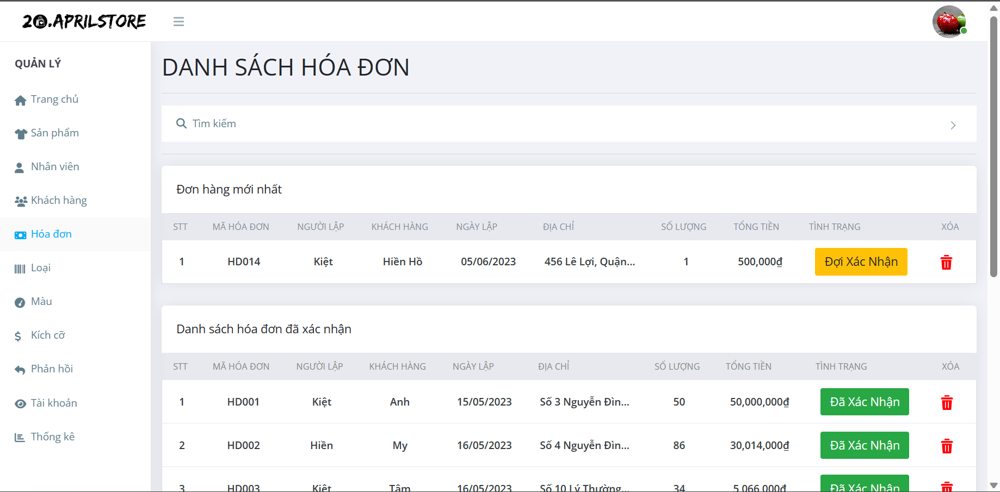 20.APRILSTORE
QUẢN LÝ
Trang chủ
Sản phẩm
Nhân viên
Khách hàng
Hóa đơn
Loại
Màu
Kích cỡ
Phản hồi
Tài khoản
Thống kê
DANH SÁCH HÓA ĐƠN
Tìm kiếm
Đơn hàng mới nhất
STT MÃ HÓA ĐƠN NGƯỜI LẬP KHÁCH HÀNG NGÀY LẬP ĐỊA CHỈ SỐ LƯỢNG TỔNG TIỀN TÌNH TRẠNG XÓA
1 HD014 Kiệt Hiền Hồ 05/06/2023 456 Lê Lợi, Quận... 1 500,000₫ Đợi Xác Nhận
Danh sách hóa đơn đã xác nhận
STT MÃ HÓA ĐƠN NGƯỜI LẬP KHÁCH HÀNG NGÀY LẬP ĐỊA CHỈ SỐ LƯỢNG TỔNG TIỀN TÌNH TRẠNG XÓA
1 HD001 Kiệt Anh 15/05/2023 Số 3 Nguyễn Đìn... 50 50,000,000₫ Đã Xác Nhận
2 HD002 Hiền My 16/05/2023 Số 4 Nguyễn Đìn... 86 30,014,000₫ Đã Xác Nhận
3 HD003 Kiệt Tâm 16/05/2023 Số 10 Lý Thường... 34 5,066,000₫ Đã Xác Nhận